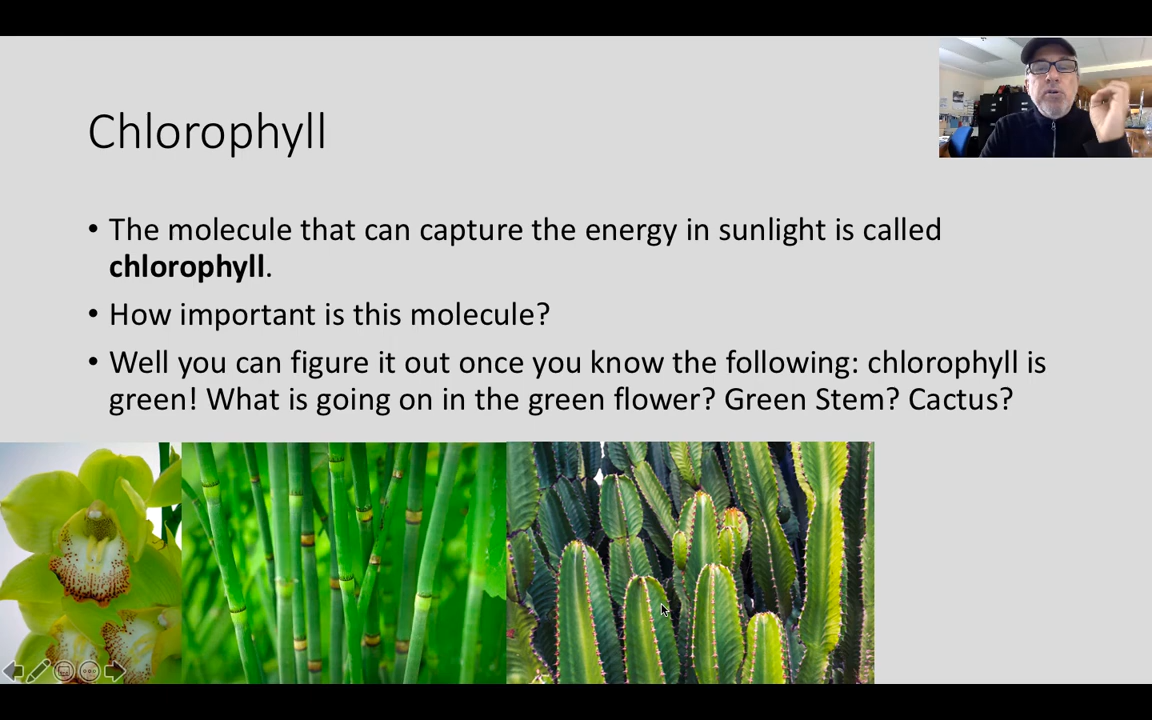 Chlorophyll
• The molecule that can capture the energy in sunlight is called
chlorophyll.
• How important is this molecule?
• Well you can figure it out once you know the following: chlorophyll is
green! What is going on in the green flower? Green Stem? Cactus?